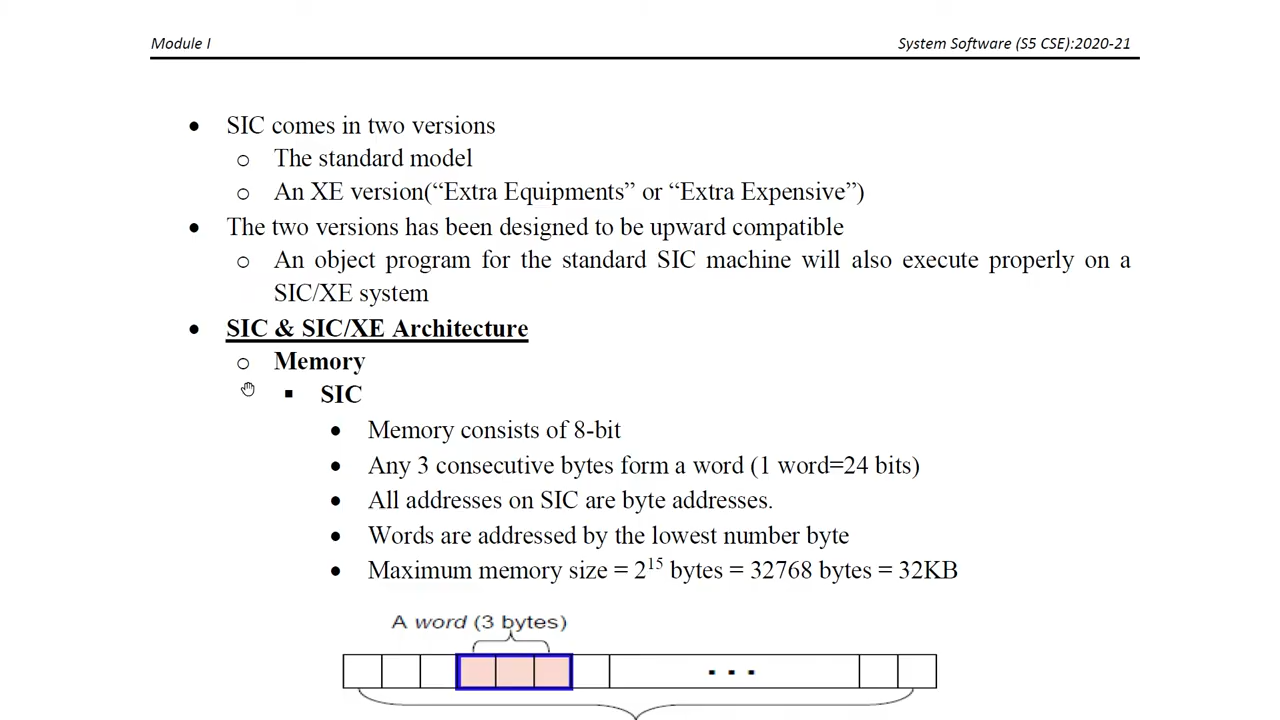 Module I
System Software (S5 CSE):2020-21
• SIC comes in two versions
o The standard model
o An XE version(“Extra Equipments” or “Extra Expensive”)
• The two versions has been designed to be upward compatible
o An object program for the standard SIC machine will also execute properly on a
SIC/XE system
• SIC & SIC/XE Architecture
o Memory
▪ SIC
• Memory consists of 8-bit
• Any 3 consecutive bytes form a word (1 word=24 bits)
• All addresses on SIC are byte addresses.
• Words are addressed by the lowest number byte
• Maximum memory size = 2¹⁵ bytes = 32768 bytes = 32KB
A word (3 bytes)
...